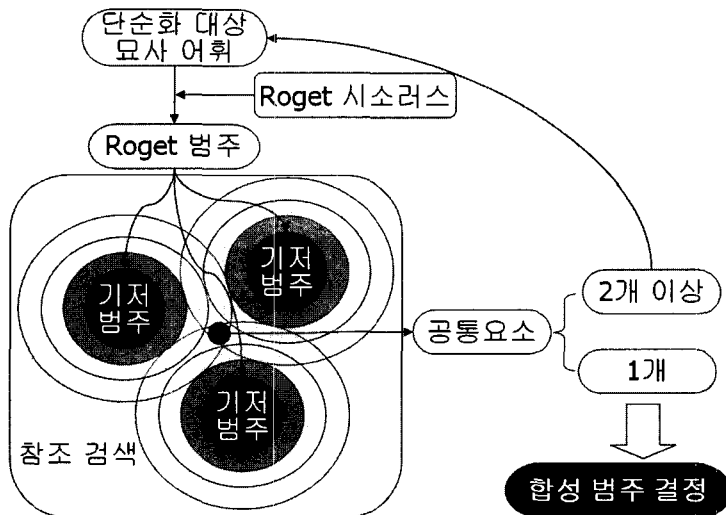 단순화 대상
묘사 어휘
Roget 시소러스
Roget 범주
기저
범주
기저
범주
기저
범주
참조 검색
공통요소
2개 이상
1개
합성 범주 결정